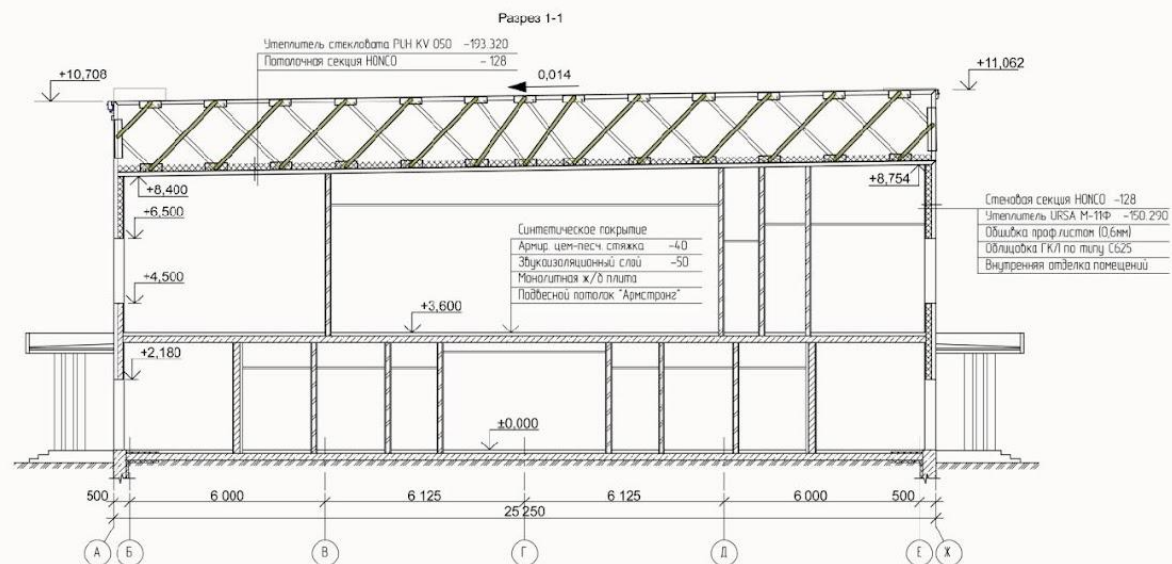 Разрез 1-1
Утеплитель стекловата PUH KV 050 -193.320
Потолочная секция HONCO - 128
+10,708
0,014
+11,062
+8,400
+8,754
+6,500
Стеновая секция HONCO -128
Утеплитель URSA М-11Ф -150.290
Обшивка профлистом (0,6мм)
Облицовка ГКЛ по типу С625
Внутренняя отделка помещений
Синтетическое покрытие
Армир. цем-песч. стяжка -40
Звукоизоляционный слой -50
Монолитная ж/б плита
Подвесной потолок "Армстронг"
+4,500
+3,600
+2,180
±0,000
500 6 000 6 125 6 125 6 000 500
25 250
А Б В Г Д Е Ж